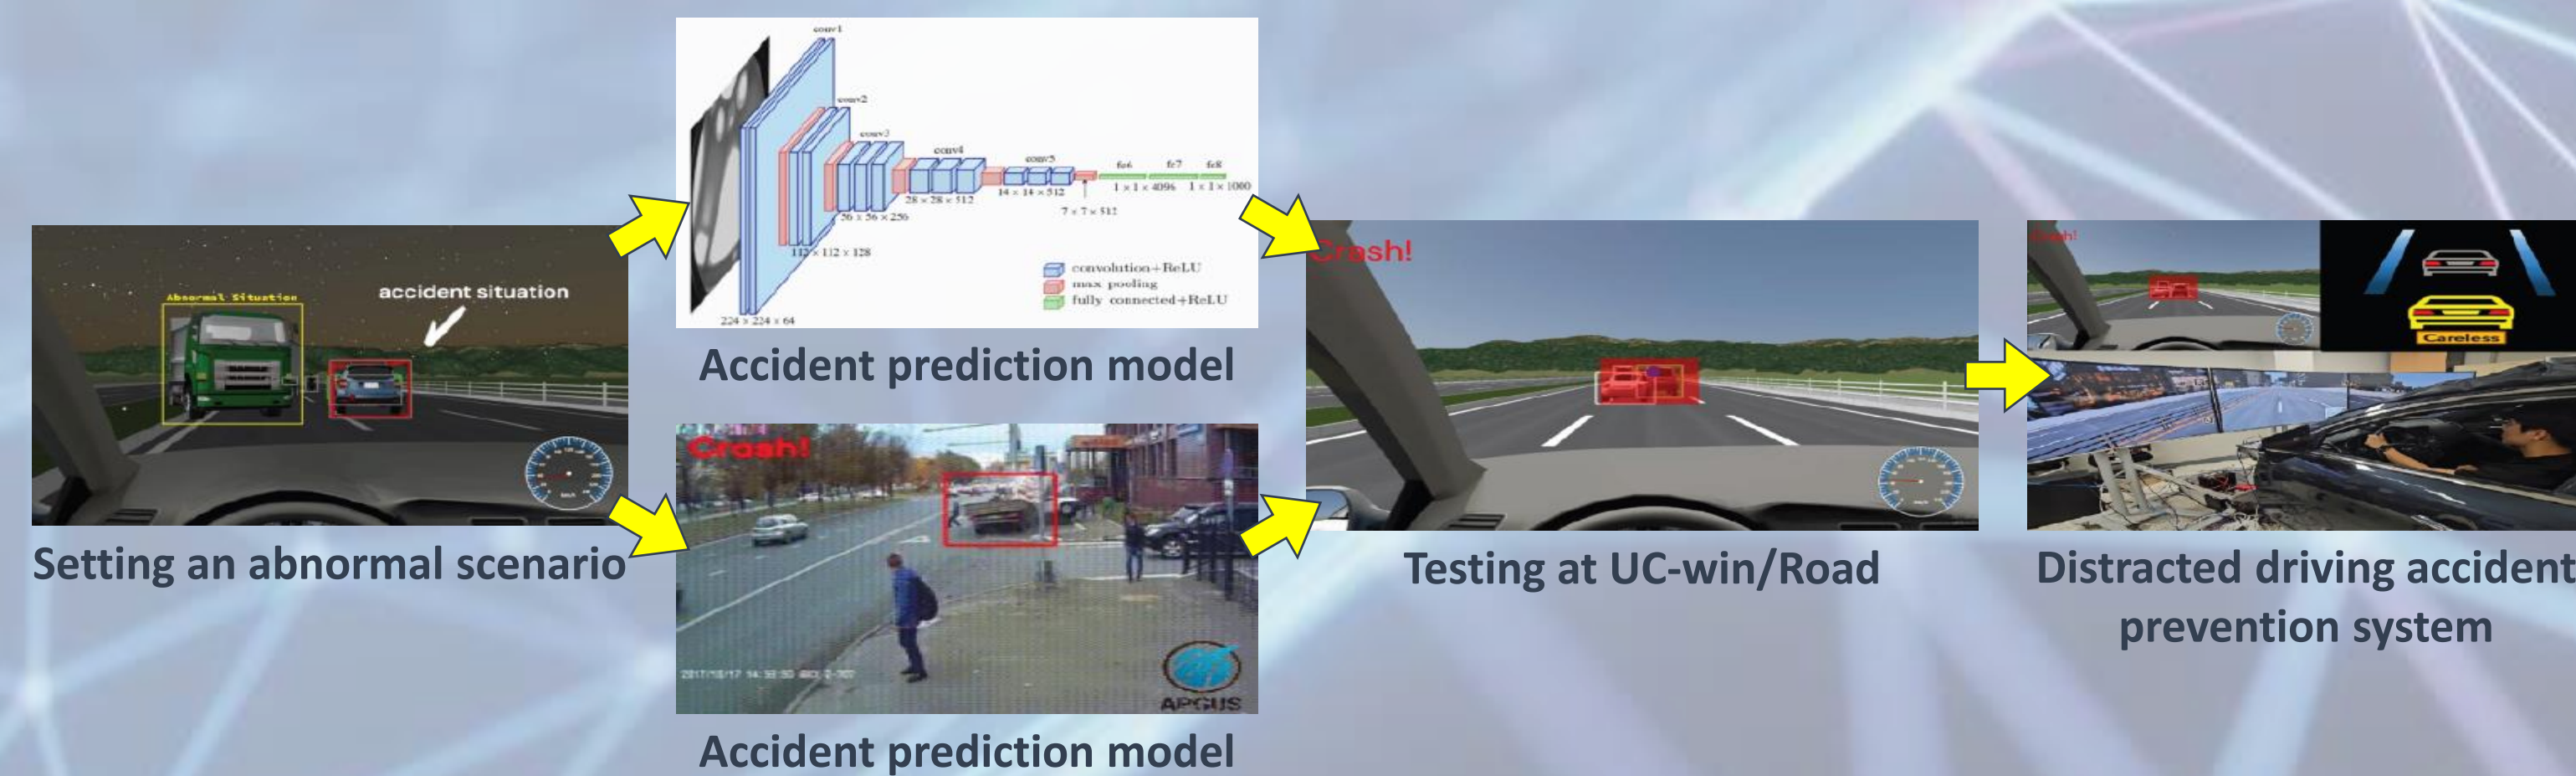 Abnormal Situation
accident situation
Setting an abnormal scenario
conv1
conv2
conv3
conv4
conv5
fc6 fc7 fc8
1 × 1 × 4096 1 × 1 × 1000
14 × 14 × 512
28 × 28 × 512
7 × 7 × 512
56 × 56 × 256
112 × 112 × 128
convolution+ReLU
max pooling
fully connected+ReLU
224 × 224 × 64
Accident prediction model
Crash!
APGUS
Accident prediction model
Crash!
Testing at UC-win/Road
Careless
Distracted driving accident
prevention system